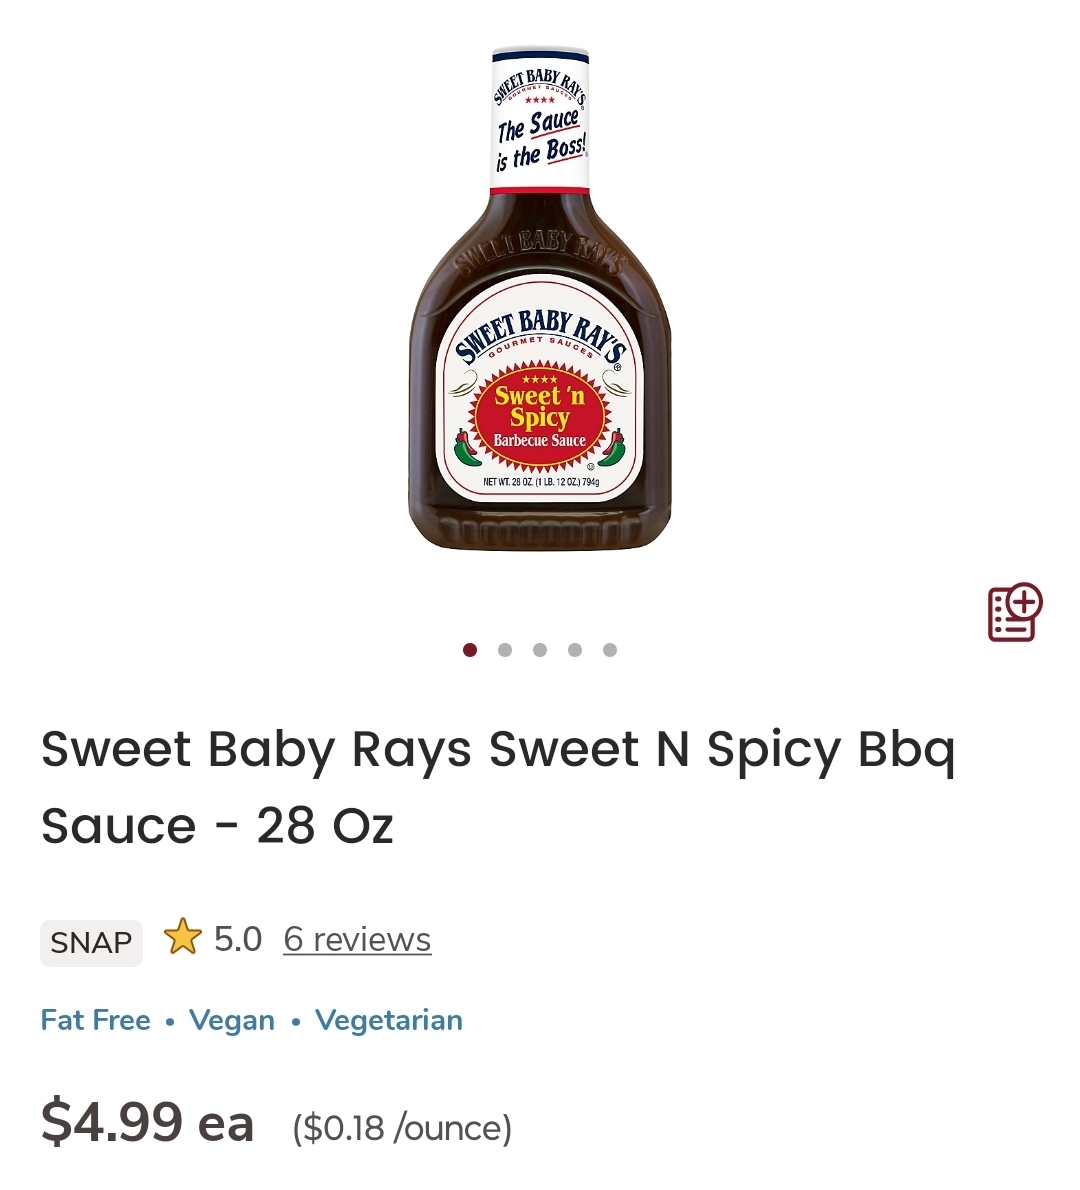 SWEET BABY RAY'S
GOURMET SAUCES
The Sauce
is the Boss!
SWEET BABY RAY'S
SWEET BABY RAY'S®
GOURMET SAUCES
Sweet 'n
Spicy
Barbecue Sauce
NET WT. 28 OZ. (1 LB. 12 OZ.) 794g
Sweet Baby Rays Sweet N Spicy Bbq
Sauce - 28 Oz
SNAP 5.0 6 reviews
Fat Free • Vegan • Vegetarian
$4.99 ea ($0.18 /ounce)